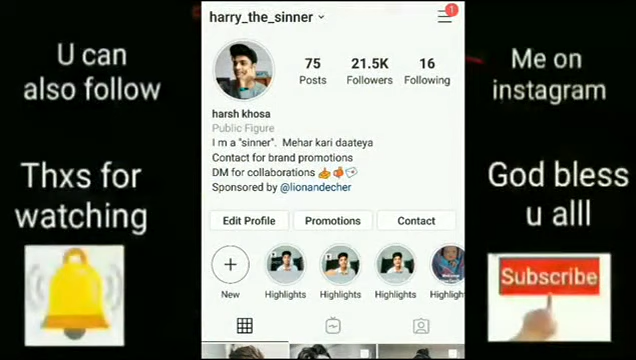 U can
also follow
harry_the_sinner
1
Me on
instagram
75
21.5K
16
Posts
Followers
Following
harsh khosa
Public Figure
I m a "sinner".  Mehar kari daateya
Contact for brand promotions
DM for collaborations
Sponsored by @lionandecher
Thxs for
watching
God bless
u alll
Edit Profile
Promotions
Contact
New
Highlights
Highlights
Highlights
Highligh
Subscribe